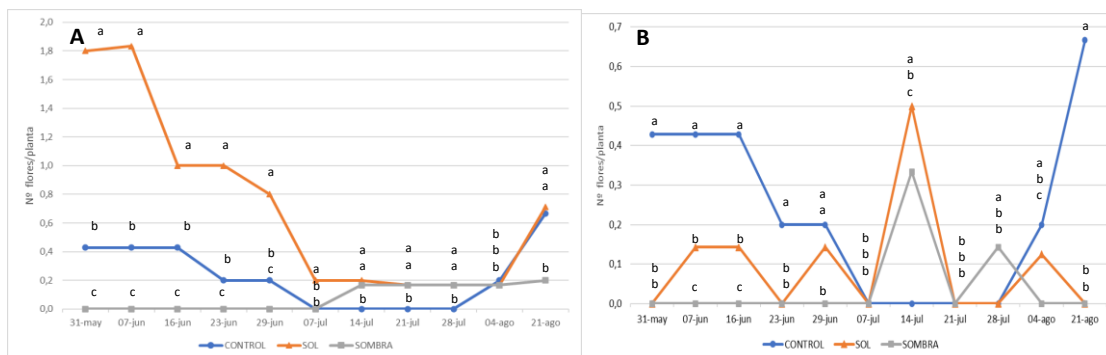 A
Nº flores/planta
2,0
1,8
1,6
1,4
1,2
1,0
0,8
0,6
0,4
0,2
0,0
a a
a a
a
a a a a
a a a
a
b b b
b b
c
b
b
b
b
b b b b b
c c c c
b
31-may 07-jun 16-jun 23-jun 29-jun 07-jul 14-jul 21-jul 28-jul 04-ago 21-ago
CONTROL SOL SOMBRA
B
Nº flores/planta
0,7
0,6
0,5
0,4
0,3
0,2
0,1
0,0
a a a
a a
a
b
b
b
b
a
b
c
b
b
b
a
b
b
a
b
c
a
b b
b
b
c c
b
b
b
b
b
31-may 07-jun 16-jun 23-jun 29-jun 07-jul 14-jul 21-jul 28-jul 04-ago 21-ago
CONTROL SOL SOMBRA